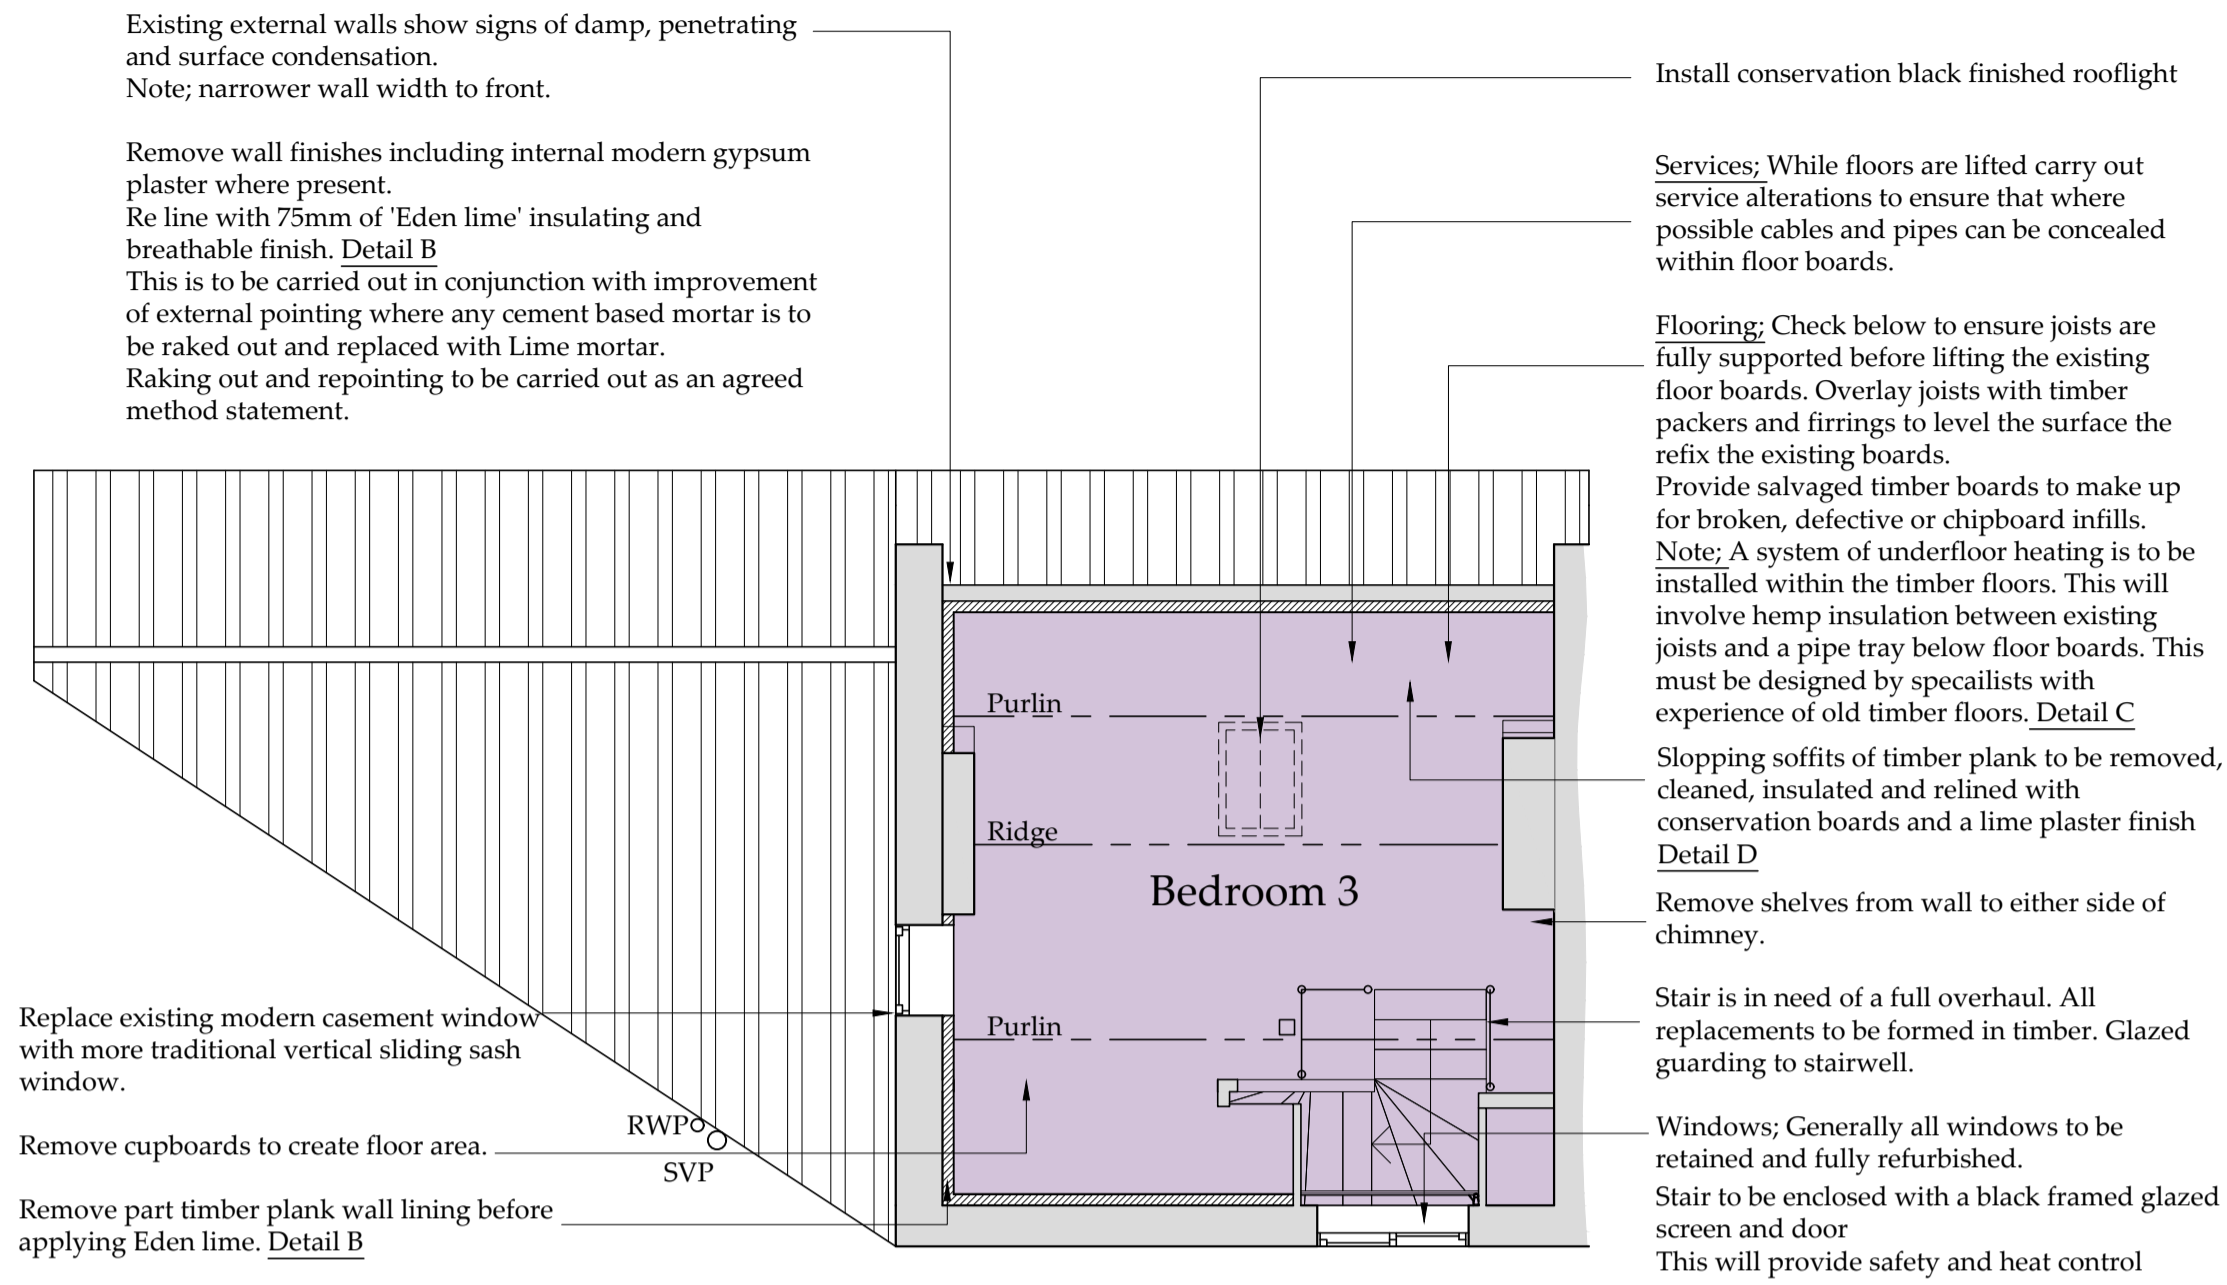 Existing external walls show signs of damp, penetrating
and surface condensation.
Note; narrower wall width to front.
Remove wall finishes including internal modern gypsum
plaster where present.
Re line with 75mm of 'Eden lime' insulating and
breathable finish. Detail B
This is to be carried out in conjunction with improvement
of external pointing where any cement based mortar is to
be raked out and replaced with Lime mortar.
Raking out and repointing to be carried out as an agreed
method statement.
Install conservation black finished rooflight
Services; While floors are lifted carry out
service alterations to ensure that where
possible cables and pipes can be concealed
within floor boards.
Flooring; Check below to ensure joists are
fully supported before lifting the existing
floor boards. Overlay joists with timber
packers and firrings to level the surface the
refix the existing boards.
Provide salvaged timber boards to make up
for broken, defective or chipboard infills.
Note; A system of underfloor heating is to be
installed within the timber floors. This will
involve hemp insulation between existing
joists and a pipe tray below floor boards. This
must be designed by specailists with
experience of old timber floors. Detail C
Slopping soffits of timber plank to be removed,
cleaned, insulated and relined with
conservation boards and a lime plaster finish
Detail D
Remove shelves from wall to either side of
chimney.
Stair is in need of a full overhaul. All
replacements to be formed in timber. Glazed
guarding to stairwell.
Windows; Generally all windows to be
retained and fully refurbished.
Stair to be enclosed with a black framed glazed
screen and door
This will provide safety and heat control
Purlin
Ridge
Bedroom 3
Purlin
Replace existing modern casement window
with more traditional vertical sliding sash
window.
RWP
SVP
Remove cupboards to create floor area.
Remove part timber plank wall lining before
applying Eden lime. Detail B